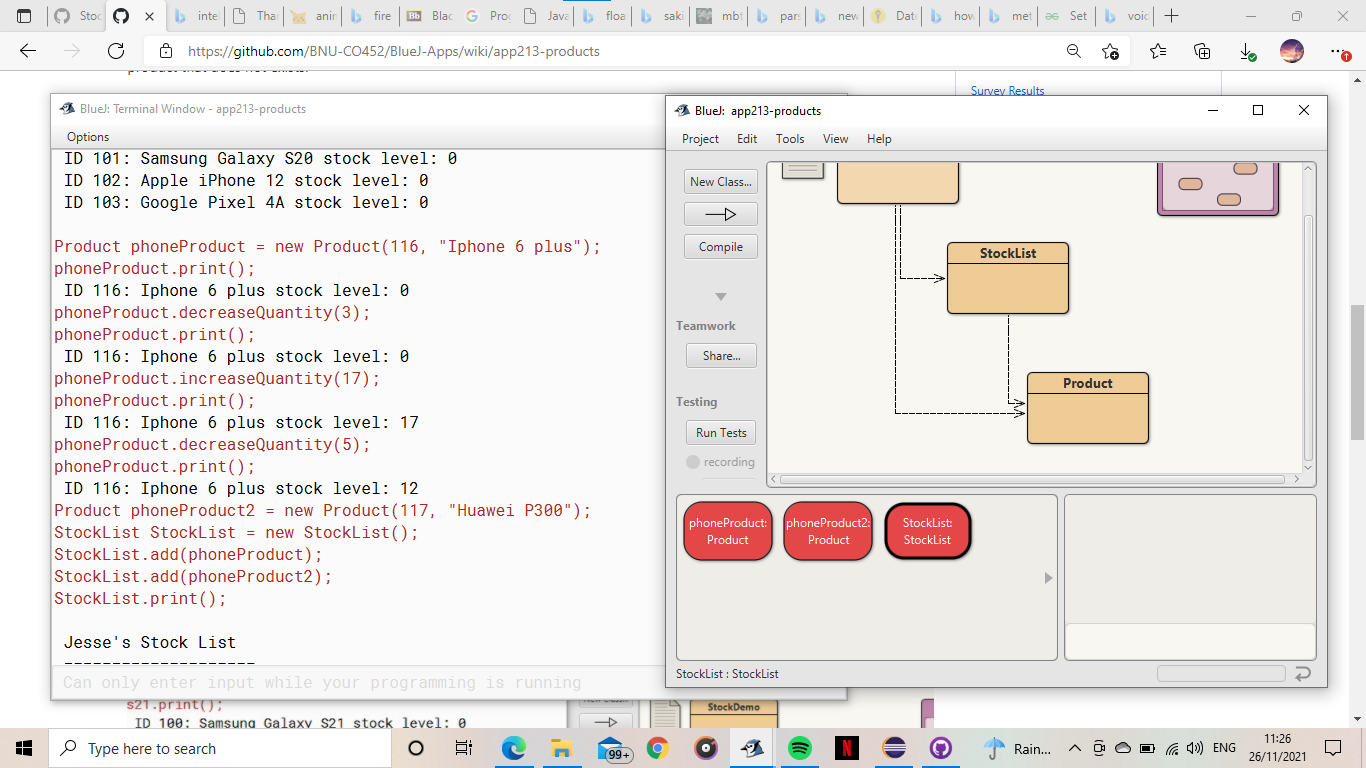 Stoc
intel
Thar
anir
fire
Blac
Proc
Java
floa
saki
mbt
pars
new
Date
how
met
Set
voic
https://github.com/BNU-CO452/BlueJ-Apps/wiki/app213-products
Survey Results
BlueJ: Terminal Window - app213-products
Options
ID 101: Samsung Galaxy S20 stock level: 0
ID 102: Apple iPhone 12 stock level: 0
ID 103: Google Pixel 4A stock level: 0
Product phoneProduct = new Product(116, "Iphone 6 plus");
phoneProduct.print();
ID 116: Iphone 6 plus stock level: 0
phoneProduct.decreaseQuantity(3);
phoneProduct.print();
ID 116: Iphone 6 plus stock level: 0
phoneProduct.increaseQuantity(17);
phoneProduct.print();
ID 116: Iphone 6 plus stock level: 17
phoneProduct.decreaseQuantity(5);
phoneProduct.print();
ID 116: Iphone 6 plus stock level: 12
Product phoneProduct2 = new Product(117, "Huawei P300");
StockList StockList = new StockList();
StockList.add(phoneProduct);
StockList.add(phoneProduct2);
StockList.print();
Jesse's Stock List
--------------------
Can only enter input while your programming is running
BlueJ: app213-products
Project Edit Tools View Help
New Class...
Compile
Teamwork
Share...
Testing
Run Tests
recording
StockList
Product
phoneProduct:
Product
phoneProduct2:
Product
StockList:
StockList
StockList : StockList
s21.print();
ID 100: Samsung Galaxy S21 stock level: 0
StockDemo
Type here to search
99+
N
Rain...
ENG
11:26
26/11/2021